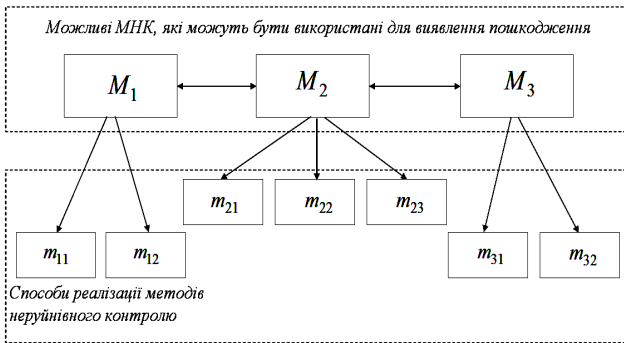 Можливі МНК, які можуть бути використані для виявлення пошкодження
M1 M2 M3
m21 m22 m23
m11 m12 m31 m32
Способи реалізації методів
неруйнівного контролю